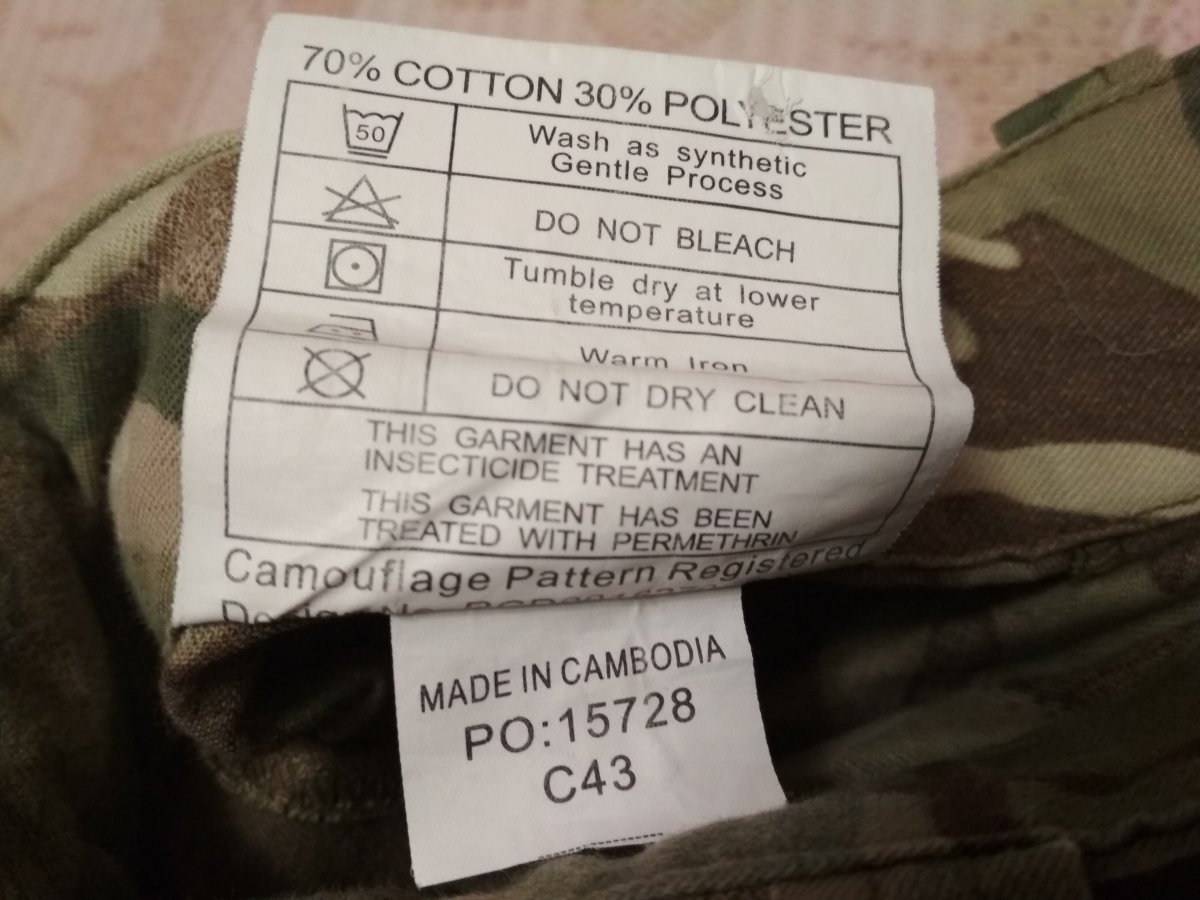 70% COTTON 30% POLYESTER
50
Wash as synthetic
Gentle Process
DO NOT BLEACH
Tumble dry at lower
temperature
Warm Iron
DO NOT DRY CLEAN
THIS GARMENT HAS AN
INSECTICIDE TREATMENT
THIS GARMENT HAS BEEN
TREATED WITH PERMETHRIN
Camouflage Pattern Registered
MADE IN CAMBODIA
PO:15728
C43